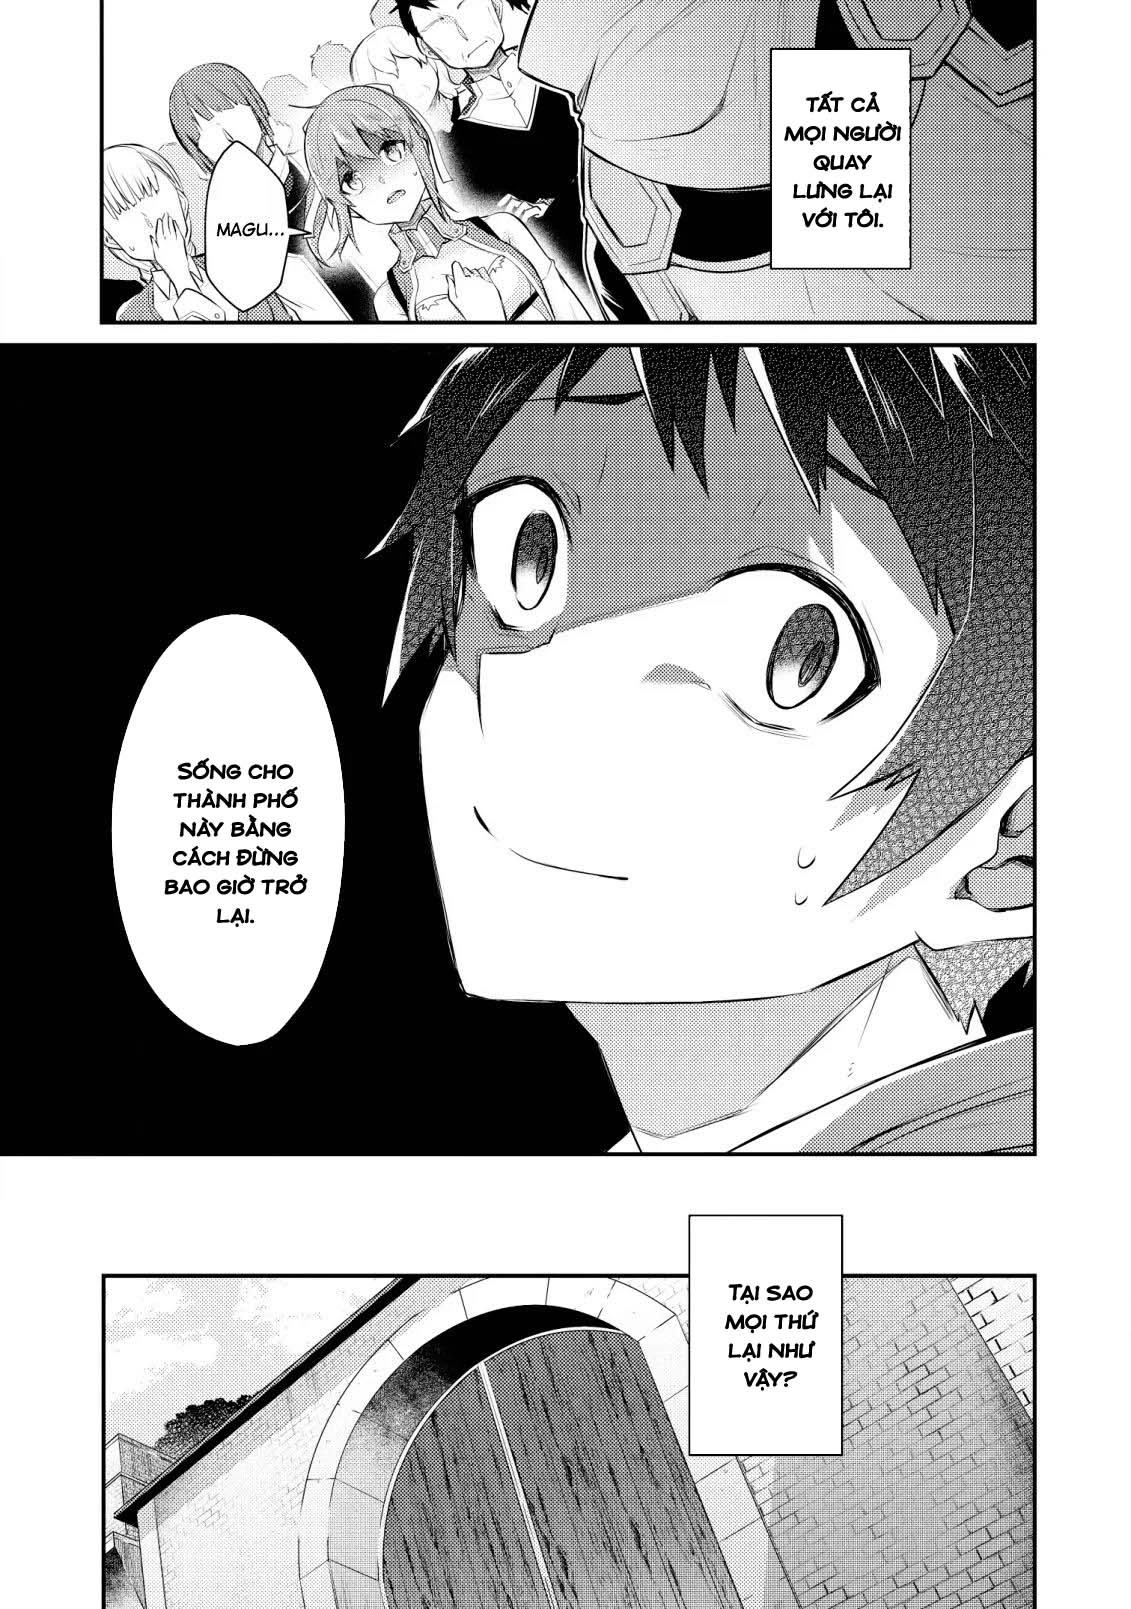 TẤT CẢ
MỌI NGƯỜI
QUAY
LƯNG LẠI
VỚI TÔI.
MAGU...
SỐNG CHO
THÀNH PHỐ
NÀY BẰNG
CÁCH ĐỪNG
BAO GIỜ TRỞ
LẠI.
TẠI SAO
MỌI THỨ
LẠI NHƯ
VẬY?